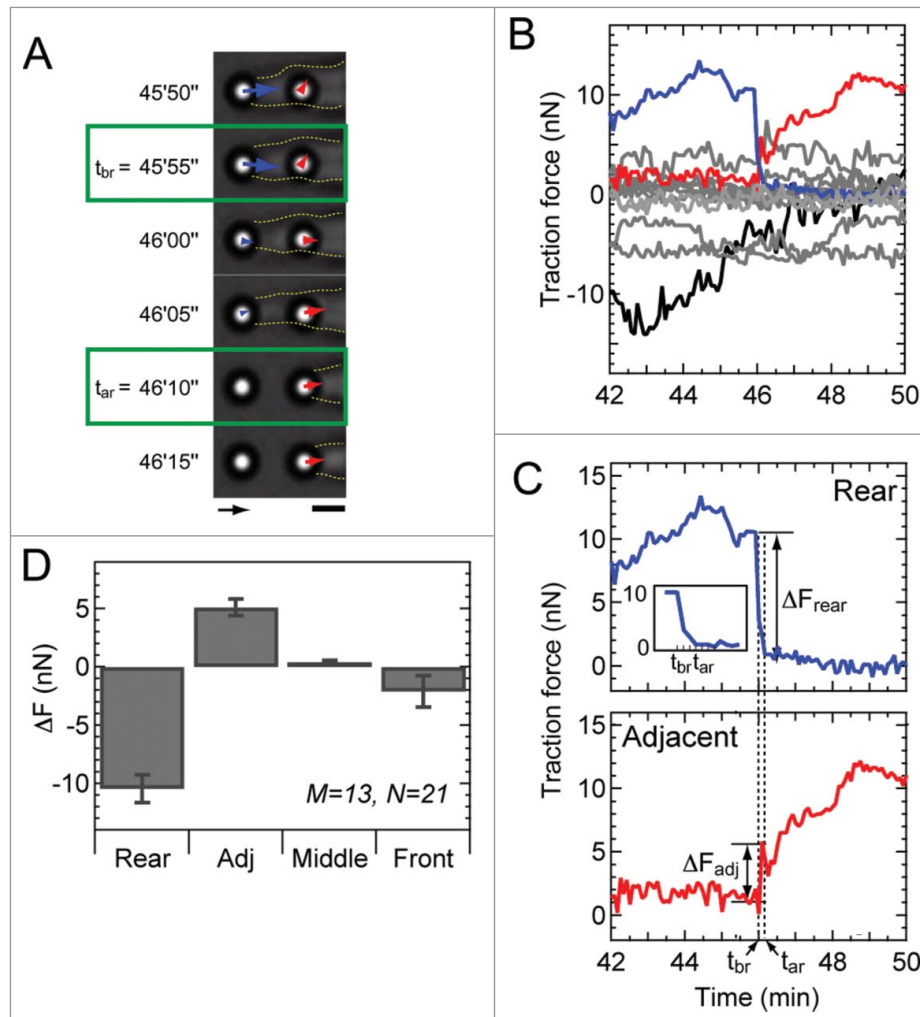 A
45'50"
t_br = 45'55"
46'00"
46'05"
t_ar = 46'10"
46'15"
B
Traction force (nN)
10
0
-10
42 44 46 48 50
C
Rear
15
10
5
0
ΔF_rear
10
0
t_br t_ar
Traction force (nN)
Adjacent
15
10
5
0
ΔF_adj
42 44 46 48 50
t_br t_ar
Time (min)
D
ΔF (nN)
5
0
-5
-10
M=13, N=21
Rear Adj Middle Front